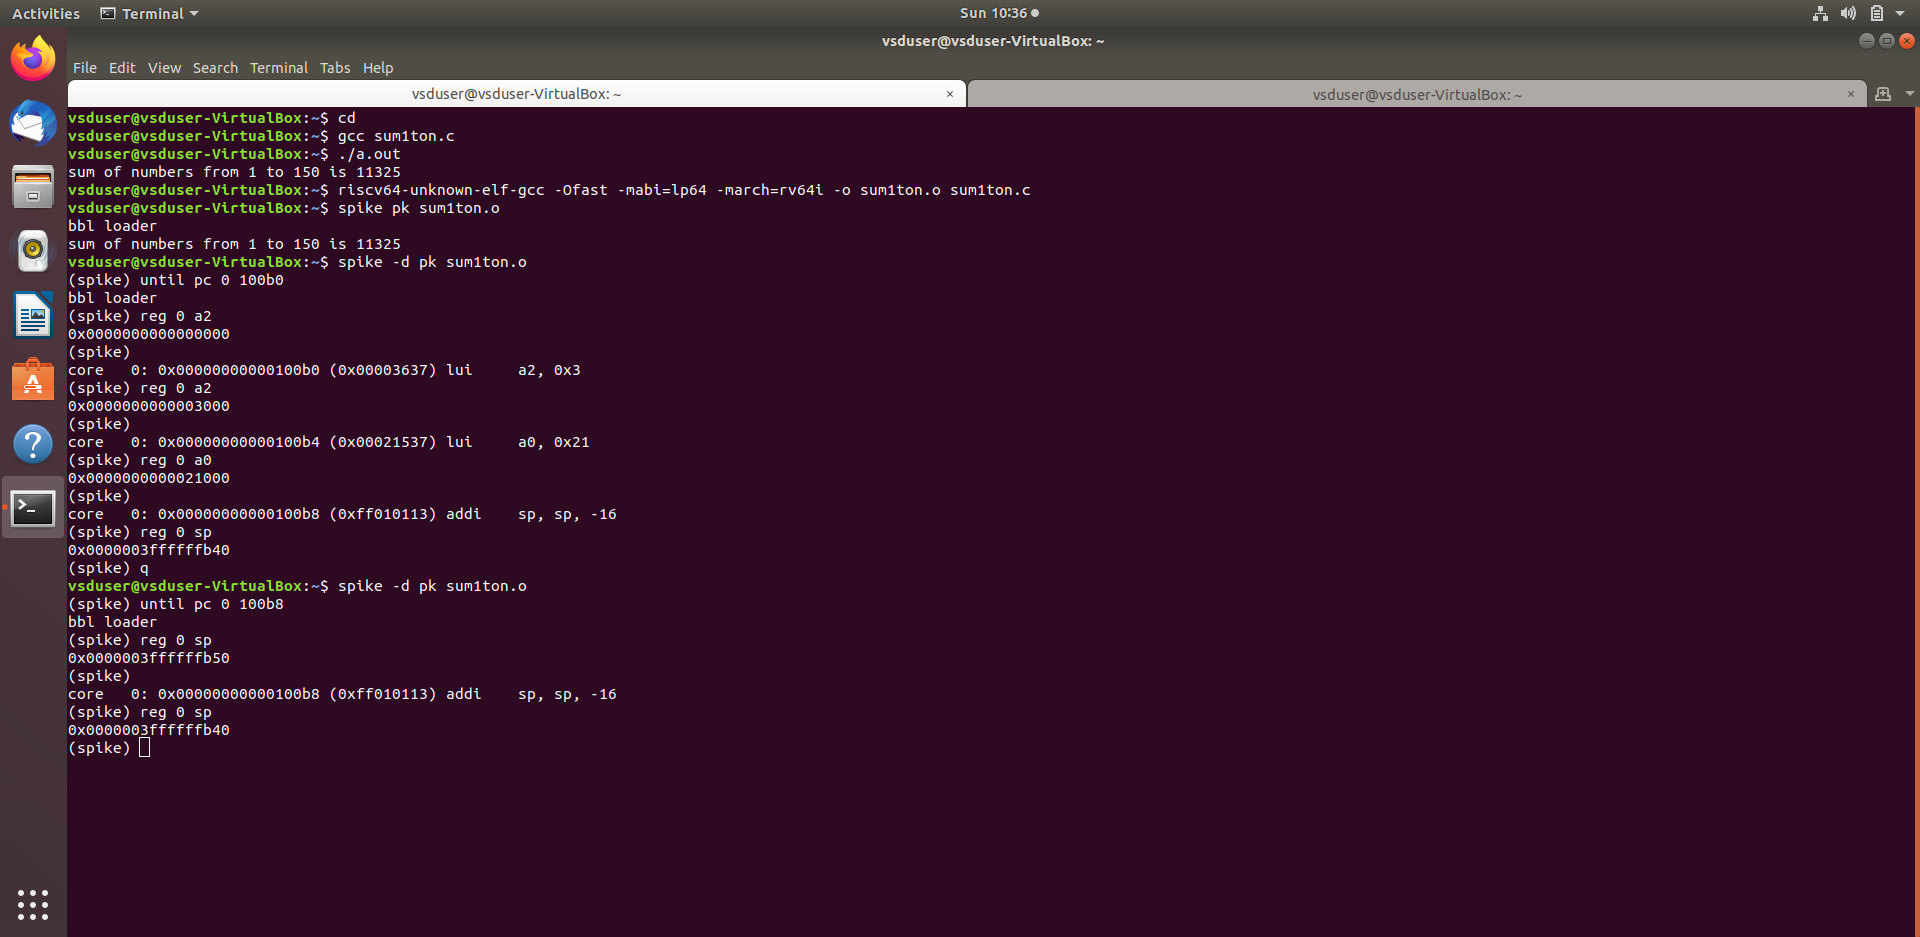 Activities Terminal Sun 10:36
vsduser@vsduser-VirtualBox: ~
File Edit View Search Terminal Tabs Help
vsduser@vsduser-VirtualBox: ~ × vsduser@vsduser-VirtualBox: ~ ×
vsduser@vsduser-VirtualBox:~$ cd
vsduser@vsduser-VirtualBox:~$ gcc sum1ton.c
vsduser@vsduser-VirtualBox:~$ ./a.out
sum of numbers from 1 to 150 is 11325
vsduser@vsduser-VirtualBox:~$ riscv64-unknown-elf-gcc -Ofast -mabi=lp64 -march=rv64i -o sum1ton.o sum1ton.c
vsduser@vsduser-VirtualBox:~$ spike pk sum1ton.o
bbl loader
sum of numbers from 1 to 150 is 11325
vsduser@vsduser-VirtualBox:~$ spike -d pk sum1ton.o
(spike) until pc 0 100b0
bbl loader
(spike) reg 0 a2
0x0000000000000000
(spike)
core   0: 0x00000000000100b0 (0x00003637) lui     a2, 0x3
(spike) reg 0 a2
0x0000000000003000
(spike)
core   0: 0x00000000000100b4 (0x00021537) lui     a0, 0x21
(spike) reg 0 a0
0x0000000000021000
(spike)
core   0: 0x00000000000100b8 (0xff010113) addi    sp, sp, -16
(spike) reg 0 sp
0x0000003ffffffb40
(spike) q
vsduser@vsduser-VirtualBox:~$ spike -d pk sum1ton.o
(spike) until pc 0 100b8
bbl loader
(spike) reg 0 sp
0x0000003ffffffb50
(spike)
core   0: 0x00000000000100b8 (0xff010113) addi    sp, sp, -16
(spike) reg 0 sp
0x0000003ffffffb40
(spike)